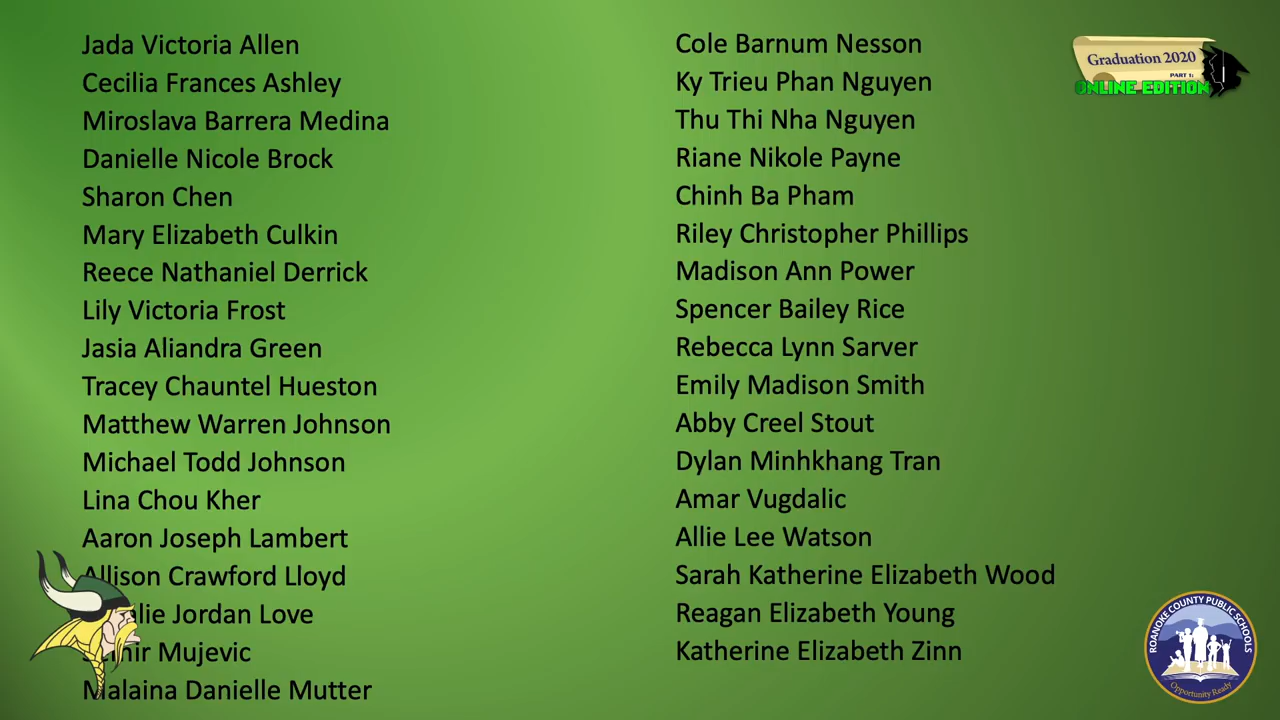 Jada Victoria Allen
Cecilia Frances Ashley
Miroslava Barrera Medina
Danielle Nicole Brock
Sharon Chen
Mary Elizabeth Culkin
Reece Nathaniel Derrick
Lily Victoria Frost
Jasia Aliandra Green
Tracey Chauntel Hueston
Matthew Warren Johnson
Michael Todd Johnson
Lina Chou Kher
Aaron Joseph Lambert
Allison Crawford Lloyd
Jordan Love
Mujevic
Malaina Danielle Mutter
Cole Barnum Nesson
Ky Trieu Phan Nguyen
Thu Thi Nha Nguyen
Riane Nikole Payne
Chinh Ba Pham
Riley Christopher Phillips
Madison Ann Power
Spencer Bailey Rice
Rebecca Lynn Sarver
Emily Madison Smith
Abby Creel Stout
Dylan Minhkhang Tran
Amar Vugdalic
Allie Lee Watson
Sarah Katherine Elizabeth Wood
Reagan Elizabeth Young
Katherine Elizabeth Zinn
Graduation 2020
PART 1:
ONLINE EDITION
ROANOKE COUNTY PUBLIC SCHOOLS
Opportunity Ready